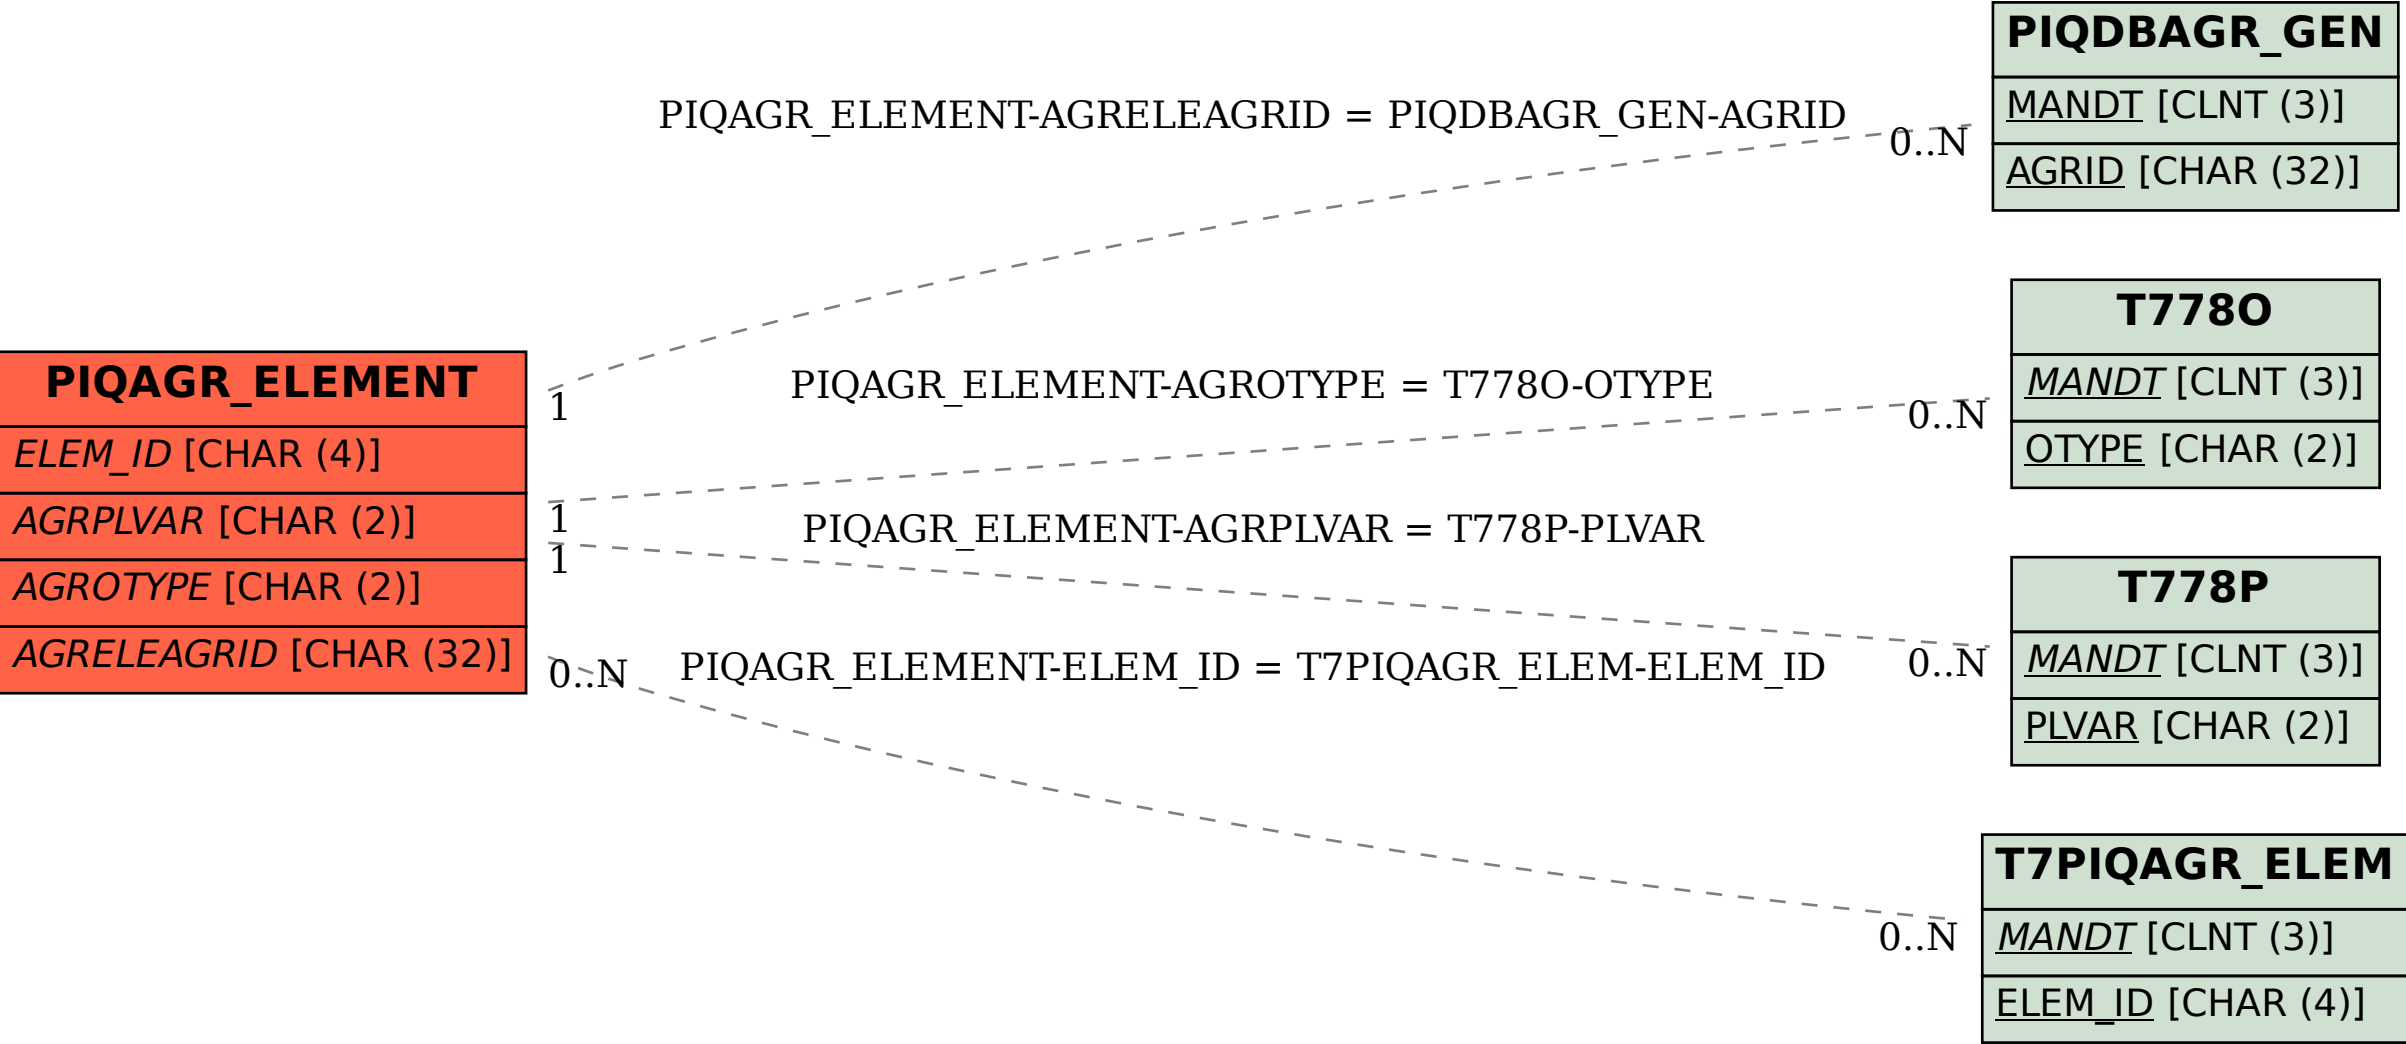 PIQDBAGR_GEN
MANDT [CLNT (3)]
AGRID [CHAR (32)]
PIQAGR_ELEMENT-AGRELEAGRID = PIQDBAGR_GEN-AGRID
0..N
T778O
MANDT [CLNT (3)]
OTYPE [CHAR (2)]
PIQAGR_ELEMENT
ELEM_ID [CHAR (4)]
AGRPLVAR [CHAR (2)]
AGROTYPE [CHAR (2)]
AGRELEAGRID [CHAR (32)]
1
PIQAGR_ELEMENT-AGROTYPE = T778O-OTYPE
0..N
1
PIQAGR_ELEMENT-AGRPLVAR = T778P-PLVAR
1
0..N
T778P
MANDT [CLNT (3)]
PLVAR [CHAR (2)]
0..N
PIQAGR_ELEMENT-ELEM_ID = T7PIQAGR_ELEM-ELEM_ID
0..N
T7PIQAGR_ELEM
MANDT [CLNT (3)]
ELEM_ID [CHAR (4)]